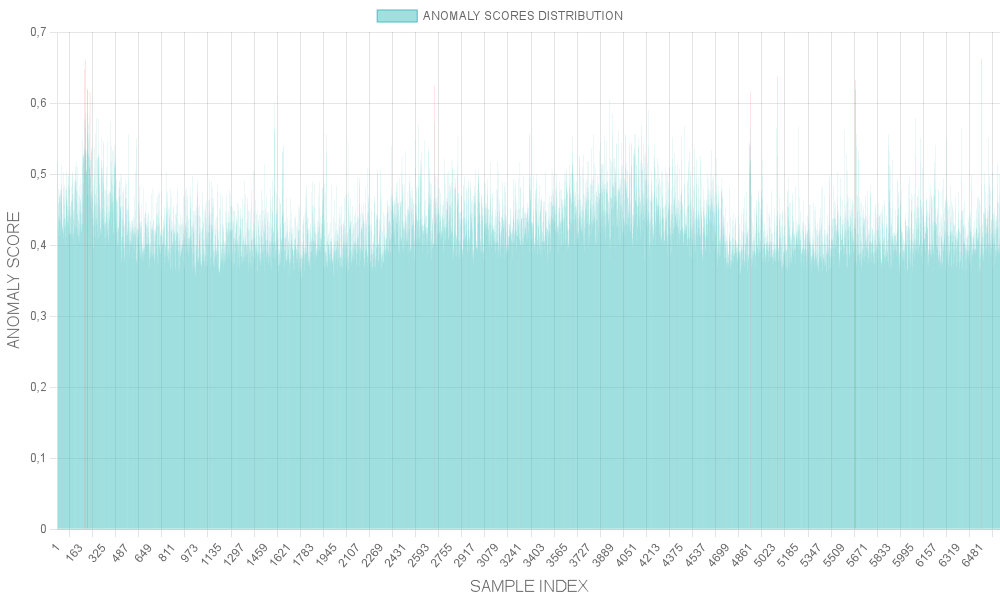 ANOMALY SCORES DISTRIBUTION
0,7
0,6
0,5
0,4
0,3
0,2
0,1
0
ANOMALY SCORE
1 163 325 487 649 811 973 1135 1297 1459 1621 1783 1945 2107 2269 2431 2593 2755 2917 3079 3241 3403 3565 3727 3889 4051 4213 4375 4537 4699 4861 5023 5185 5347 5509 5671 5833 5995 6157 6319 6481
SAMPLE INDEX